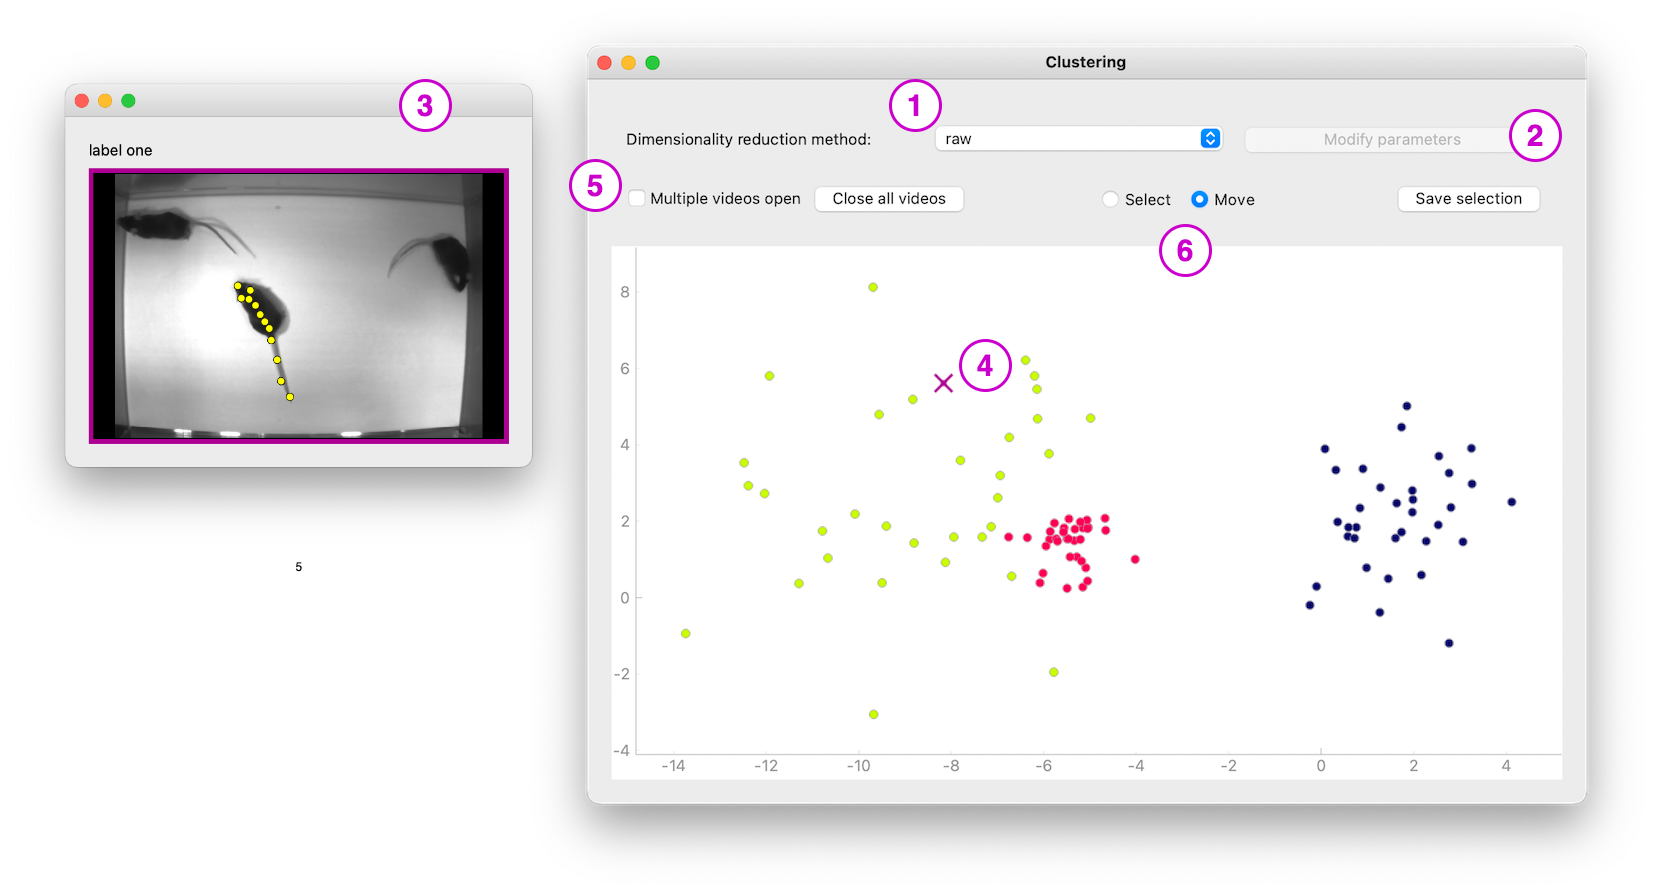 Clustering
3
1
Dimensionality reduction method:
raw
Modify parameters
2
label one
5
Multiple videos open
Close all videos
Select
Move
Save selection
6
8
6
4
4
2
0
-2
-4
-14 -12 -10 -8 -6 -4 -2 0 2 4
5